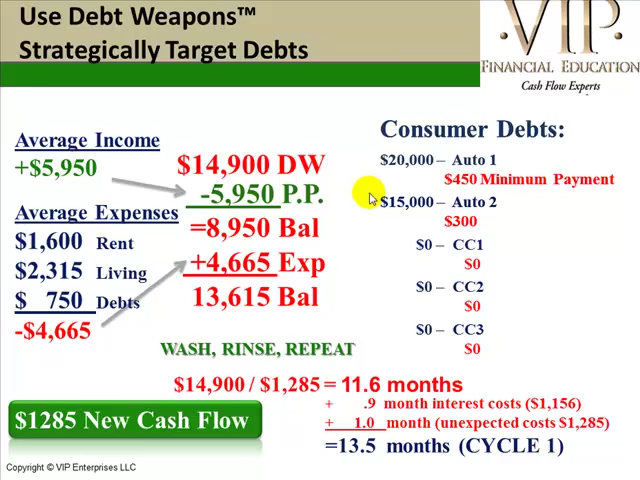 Use Debt Weapons™
Strategically Target Debts
VIP
FINANCIAL EDUCATION
Cash Flow Experts
Average Income
+$5,950
Average Expenses
$1,600 Rent
$2,315 Living
$ 750 Debts
-$4,665
$14,900 DW
-5,950 P.P.
=8,950 Bal
+4,665 Exp
13,615 Bal
WASH, RINSE, REPEAT
Consumer Debts:
$20,000 – Auto 1
$450 Minimum Payment
$15,000 – Auto 2
$300
$0 – CC1
$0
$0 – CC2
$0
$0 – CC3
$0
$14,900 / $1,285 = 11.6 months
+ .9 month interest costs ($1,156)
+ 1.0 month (unexpected costs $1,285)
=13.5 months (CYCLE 1)
$1285 New Cash Flow
Copyright © VIP Enterprises LLC